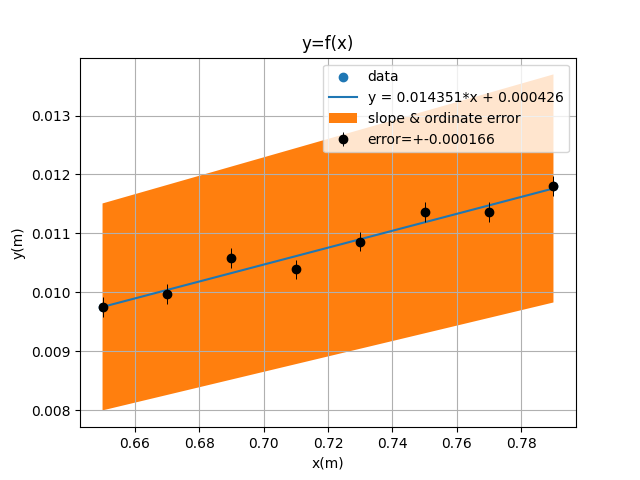 y=f(x)
data
y = 0.014351*x + 0.000426
slope & ordinate error
error=+-0.000166
y(m)
0.013
0.012
0.011
0.010
0.009
0.008
0.66 0.68 0.70 0.72 0.74 0.76 0.78
x(m)